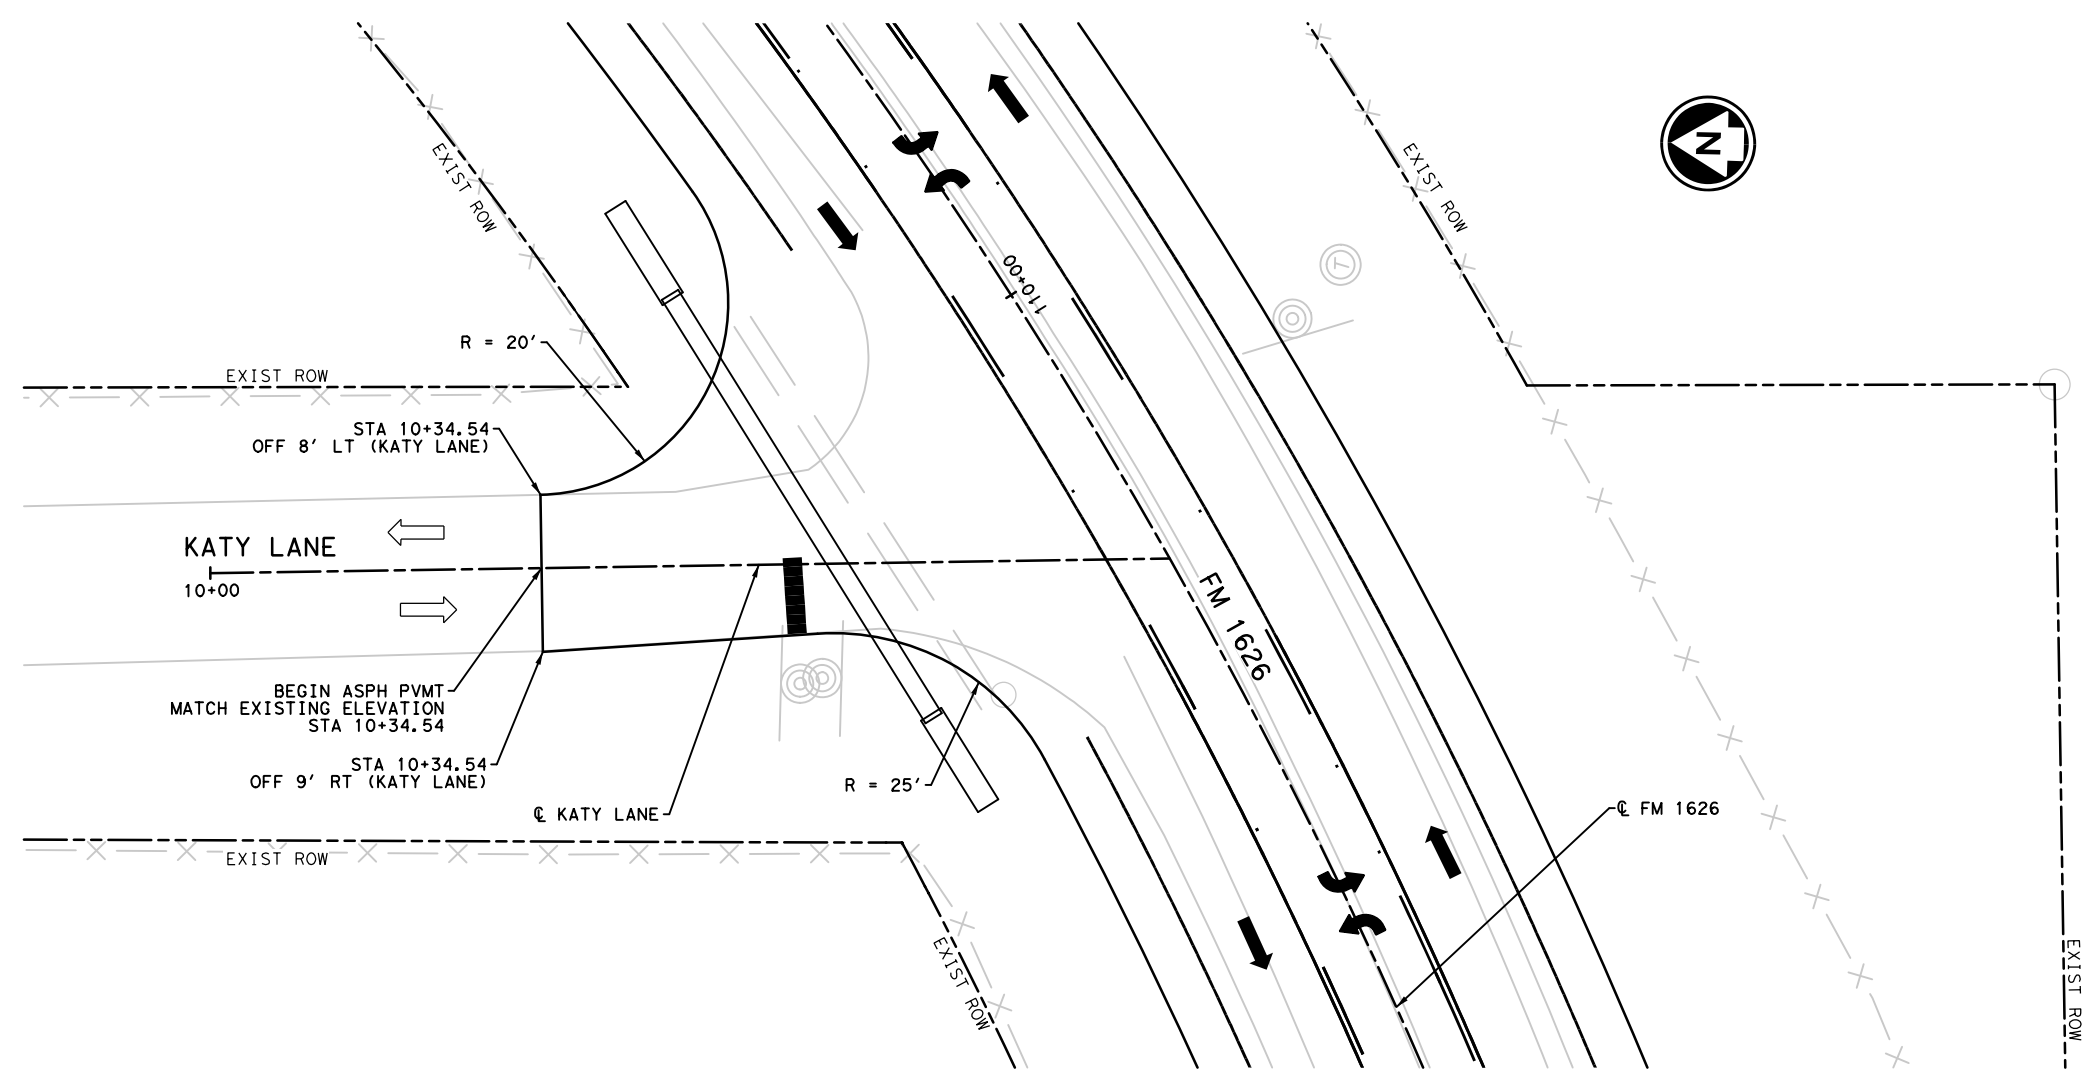 EXIST ROW
EXIST ROW
N
110+00
T
R = 20'
EXIST ROW
STA 10+34.54
OFF 8' LT (KATY LANE)
KATY LANE
10+00
FM 1626
BEGIN ASPH PVMT
MATCH EXISTING ELEVATION
STA 10+34.54
STA 10+34.54
OFF 9' RT (KATY LANE)
R = 25'
℄ KATY LANE
℄ FM 1626
EXIST ROW
EXIST ROW
EXIST ROW